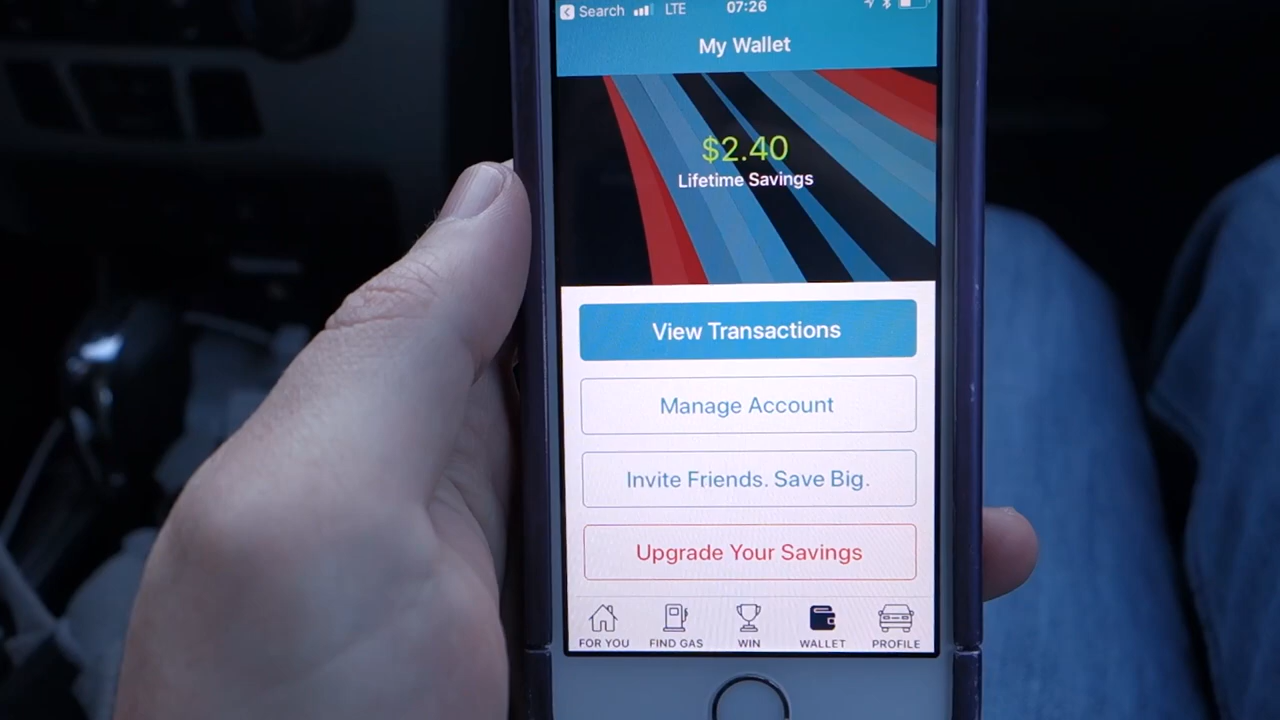 Search LTE 07:26
My Wallet
$2.40
Lifetime Savings
View Transactions
Manage Account
Invite Friends. Save Big.
Upgrade Your Savings
FOR YOU FIND GAS WIN WALLET PROFILE